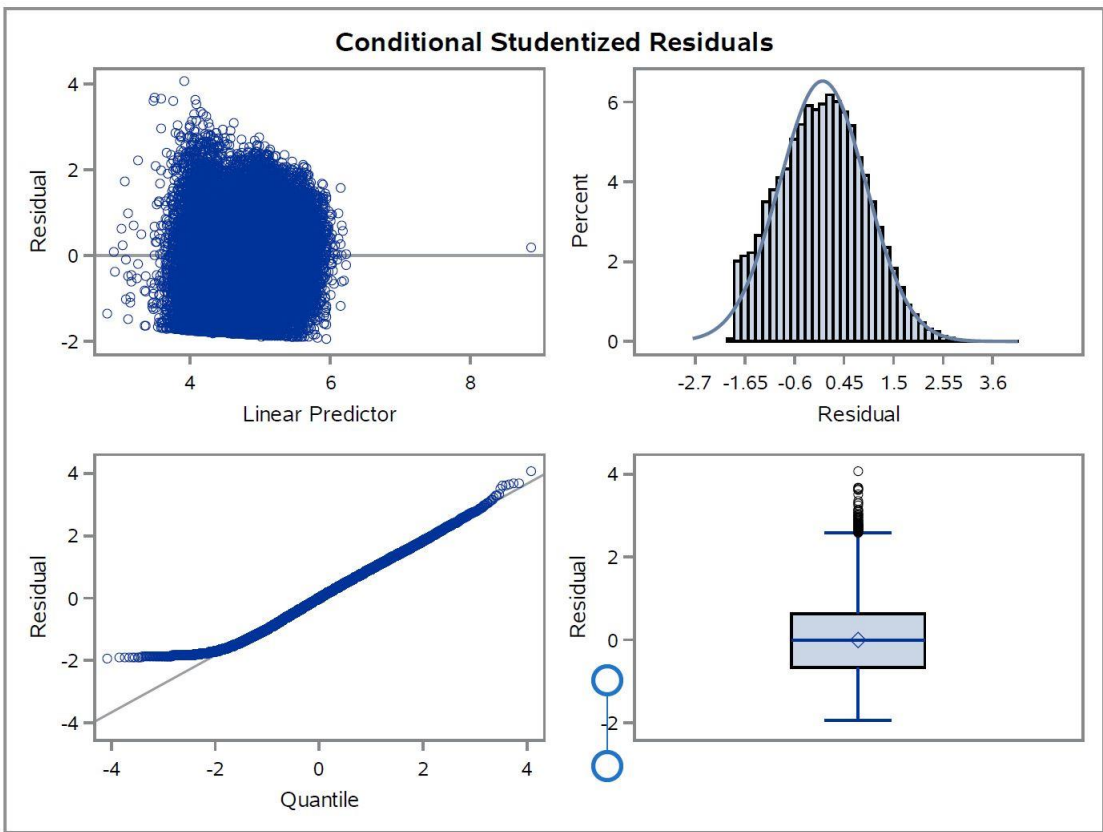 Conditional Studentized Residuals
4
2
0
-2
Residual
4 6 8
Linear Predictor
6
4
2
0
Percent
-2.7 -1.65 -0.6 0.45 1.5 2.55 3.6
Residual
4
2
0
-2
-4
Residual
-4 -2 0 2 4
Quantile
4
2
0
-2
Residual